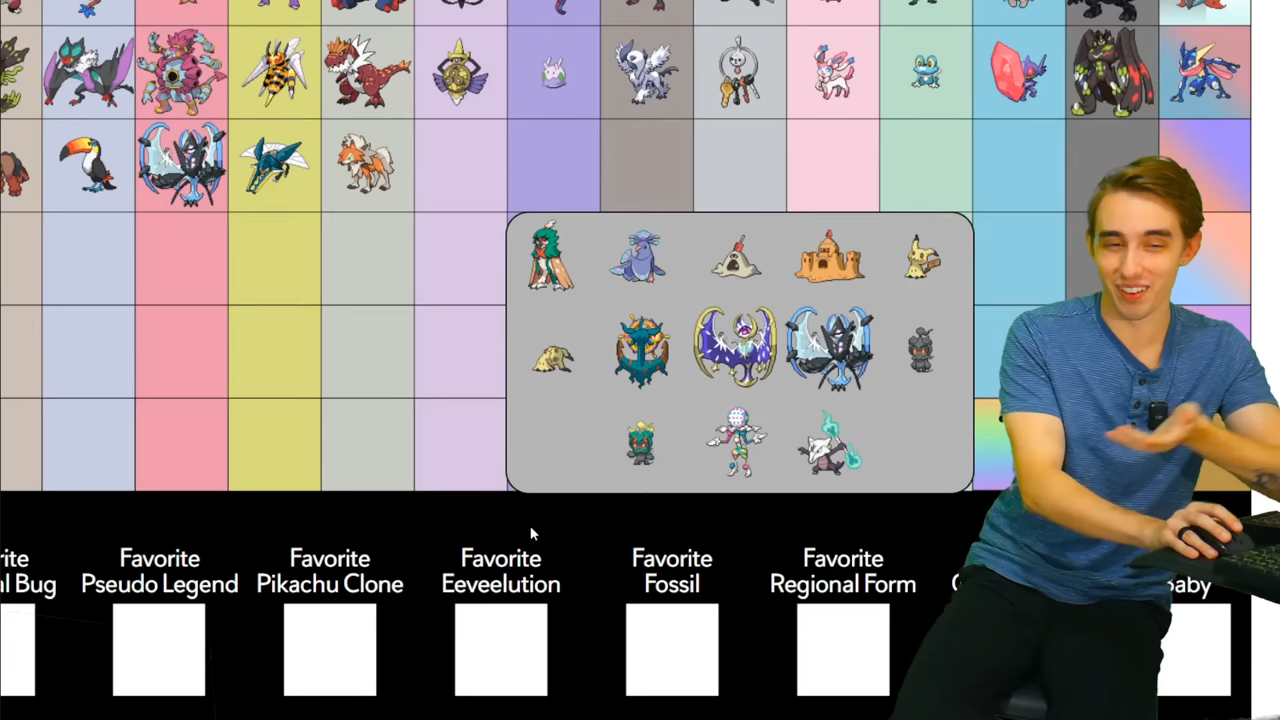 rite
l Bug
Favorite
Pseudo Legend
Favorite
Pikachu Clone
Favorite
Eeveelution
Favorite
Fossil
Favorite
Regional Form
aby